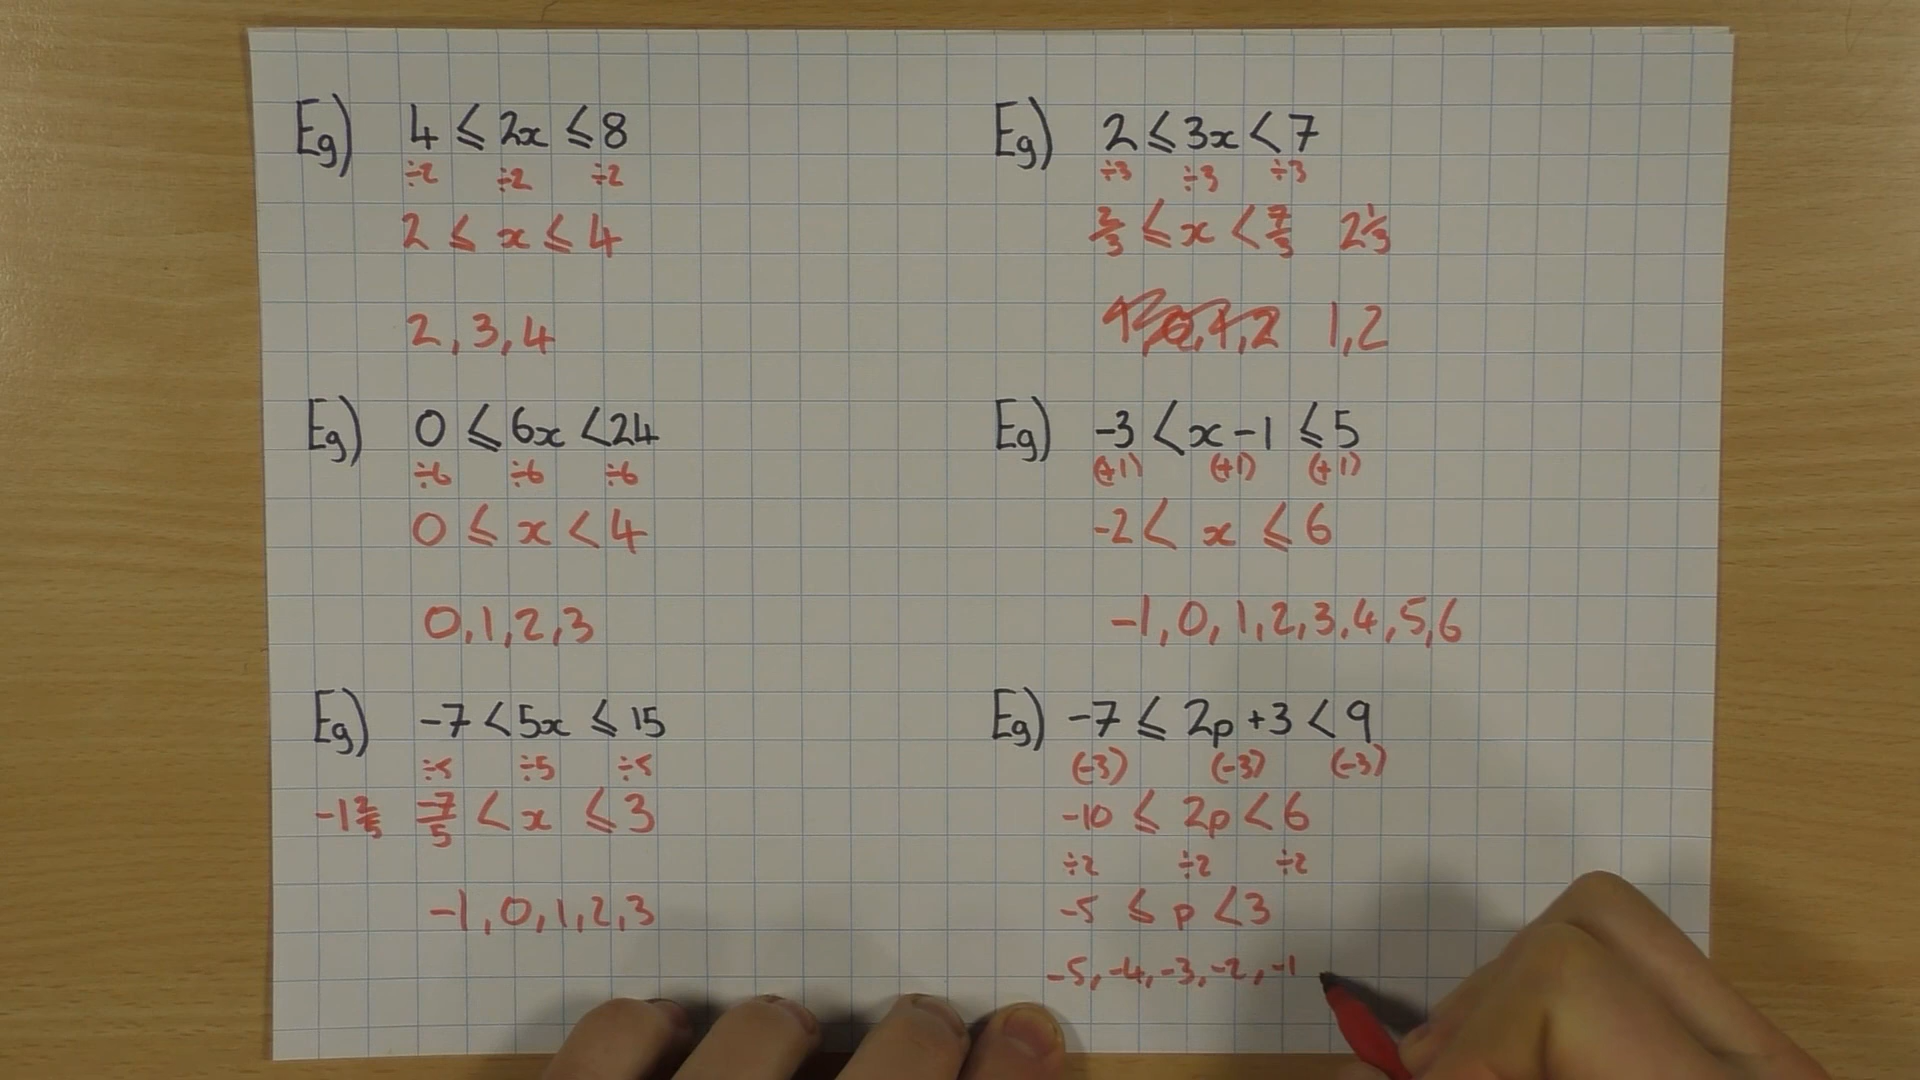 Eg) 4 ≤ 2x ≤ 8
÷2 ÷2 ÷2
2 ≤ x ≤ 4
2, 3, 4
Eg) 0 ≤ 6x < 24
÷6 ÷6 ÷6
0 ≤ x < 4
0, 1, 2, 3
Eg) -7 < 5x ≤ 15
÷5 ÷5 ÷5
-1 2/5 -7/5 < x ≤ 3
-1, 0, 1, 2, 3
Eg) 2 ≤ 3x < 7
÷3 ÷3 ÷3
2/3 ≤ x < 7/3 2 1/3
1, 2
Eg) -3 < x - 1 ≤ 5
(+1) (+1) (+1)
-2 < x ≤ 6
-1, 0, 1, 2, 3, 4, 5, 6
Eg) -7 ≤ 2p + 3 < 9
(-3) (-3) (-3)
-10 ≤ 2p < 6
÷2 ÷2 ÷2
-5 ≤ p < 3
-5, -4, -3, -2, -1